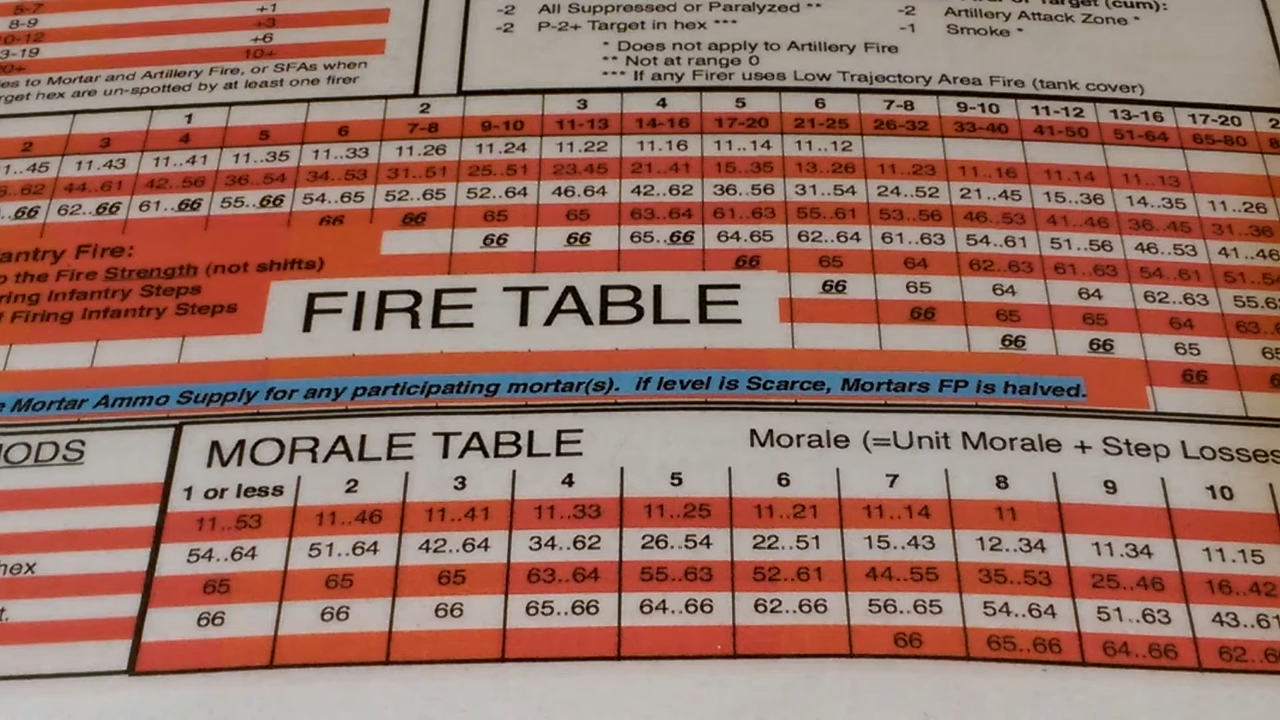 5-7 +1
8-9 +3
0-12 +6
3-19 10+
20+
es to Mortar and Artillery Fire, or SFAs when
rget hex are un-spotted by at least one firer
Target (cum):
-2 All Suppressed or Paralyzed ** -2 Artillery Attack Zone *
-2 P-2+ Target in hex *** -1 Smoke *
* Does not apply to Artillery Fire
** Not at range 0
*** If any Firer uses Low Trajectory Area Fire (tank cover)
1 2 3 4 5 6 7-8 9-10 11-12 13-16 17-20 2
2 3 4 5 6 7-8 9-10 11-13 14-16 17-20 21-25 26-32 33-40 41-50 51-64 65-80 8
11..45 11.43 11..41 11..35 11..33 11.26 11.24 11.22 11.16 11..14 11..12
..62 44..61 42..56 36..54 34..53 31..51 25..51 23.45 21..41 15..35 13..26 11..23 11..16 11.14 11..13
..66 62..66 61..66 55..66 54..65 52..65 52..64 46.64 42..62 36..56 31..54 24..52 21..45 15..36 14..35 11..26
66 66 65 65 63..64 61..63 55..61 53..56 46..53 41..46 36..45 31..36
66 66 65..66 64.65 62..64 61..63 54..61 51..56 46..53 41..46
66 65 64 62..63 61..63 54..61 51..5
66 65 64 64 62..63 55.6
66 65 65 64 63..
66 66 65 65
66 6
antry Fire:
o the Fire Strength (not shifts)
ring Infantry Steps
f Firing Infantry Steps
FIRE TABLE
e Mortar Ammo Supply for any participating mortar(s). if level is Scarce, Mortars FP is halved.
ODS
hex
t.
MORALE TABLE Morale (=Unit Morale + Step Losses
1 or less 2 3 4 5 6 7 8 9 10
11..53 11..46 11..41 11..33 11..25 11..21 11..14 11
54..64 51..64 42..64 34..62 26..54 22..51 15..43 12..34 11.34 11.15
65 65 65 63..64 55..63 52..61 44..55 35..53 25..46 16..42
66 66 66 65..66 64..66 62..66 56..65 54..64 51..63 43..61
66 65..66 64..66 62..6